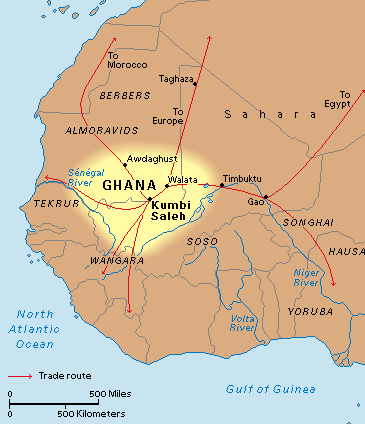 To
Morocco
Taghaza
To
Egypt
BERBERS
To
Europe
Sahara
ALMORAVIDS
Awdaghust
Sénégal
River
GHANA
Walata
Timbuktu
TEKRUR
Kumbi
Saleh
Gao
SONGHAI
SOSO
HAUSA
WANGARA
Niger
River
North
Atlantic
Ocean
Volta
River
YORUBA
Trade route
Gulf of Guinea
0 500 Miles
0 500 Kilometers